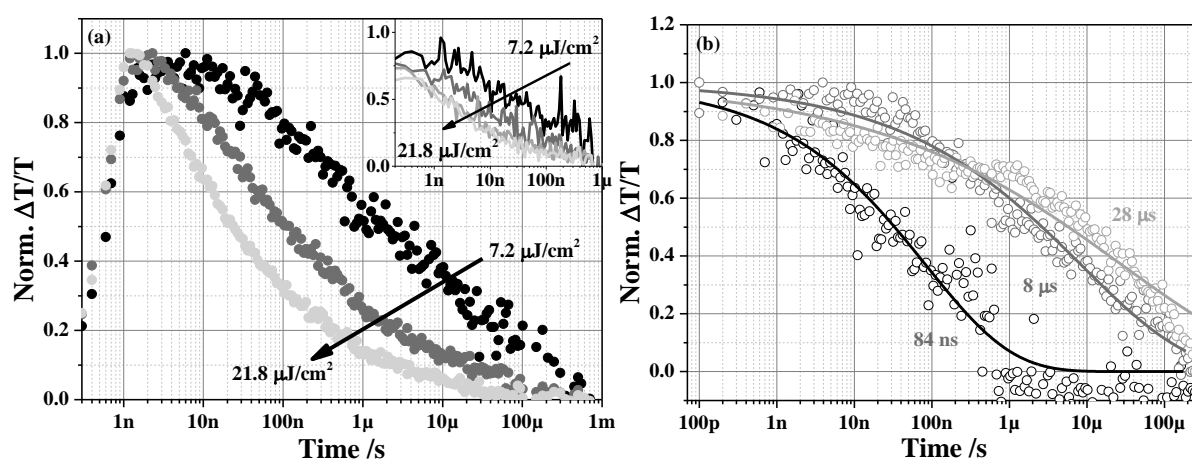 (a)
1.0
0.8
0.6
0.4
0.2
0.0
Norm. ΔT/T
1n
10n
100n
1µ
10µ
100µ
1m
Time /s
1.0
0.5
0.0
1n
10n
100n
1µ
7.2 µJ/cm²
21.8 µJ/cm²
7.2 µJ/cm²
21.8 µJ/cm²
(b)
1.2
1.0
0.8
0.6
0.4
0.2
0.0
Norm. ΔT/T
28 µs
8 µs
84 ns
100p
1n
10n
100n
1µ
10µ
100µ
Time /s